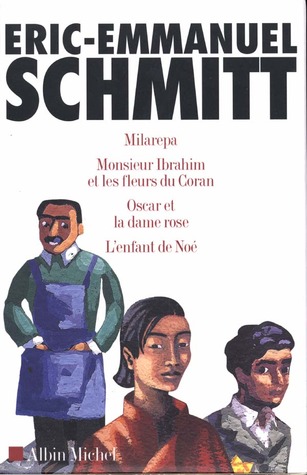 ERIC-EMMANUEL
SCHMITT
Milarepa
Monsieur Ibrahim
et les fleurs du Coran
Oscar et
la dame rose
L'enfant de Noé
Albin Michel